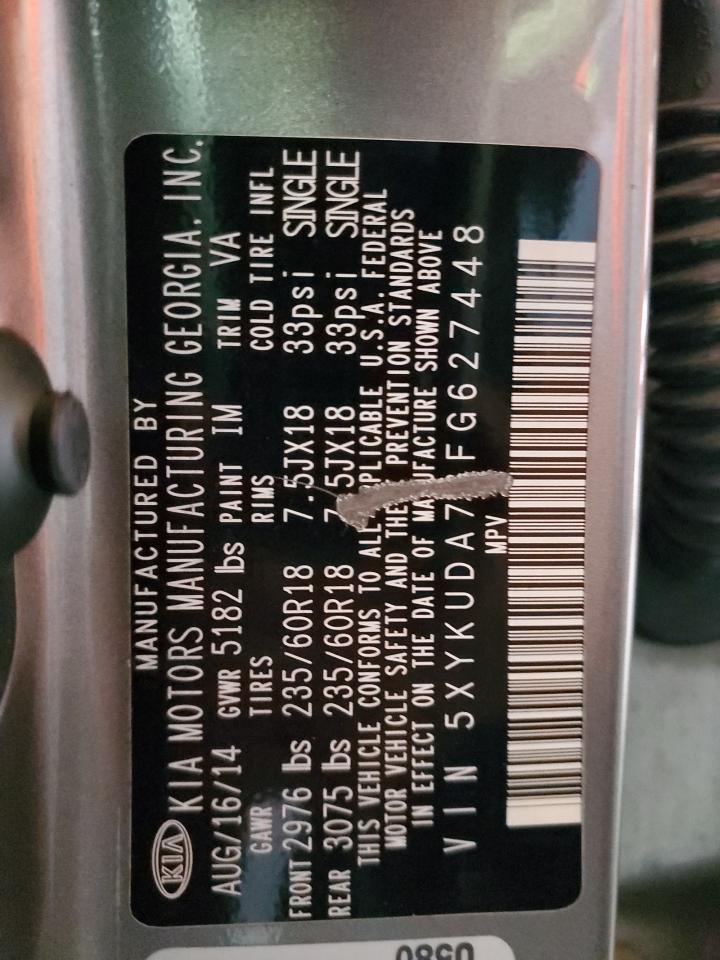 MANUFACTURED BY
KIA KIA MOTORS MANUFACTURING GEORGIA, INC.
AUG/16/14 GVWR 5182 lbs PAINT IM TRIM VA
GAWR TIRES RIMS COLD TIRE INFL
FRONT 2976 lbs 235/60R18 7.5JX18 33psi SINGLE
REAR 3075 lbs 235/60R18 7.5JX18 33psi SINGLE
THIS VEHICLE CONFORMS TO ALL APPLICABLE U.S.A. FEDERAL
MOTOR VEHICLE SAFETY AND THEFT PREVENTION STANDARDS
IN EFFECT ON THE DATE OF MANUFACTURE SHOWN ABOVE
VIN 5XYKUDA7 FG627448
MPV